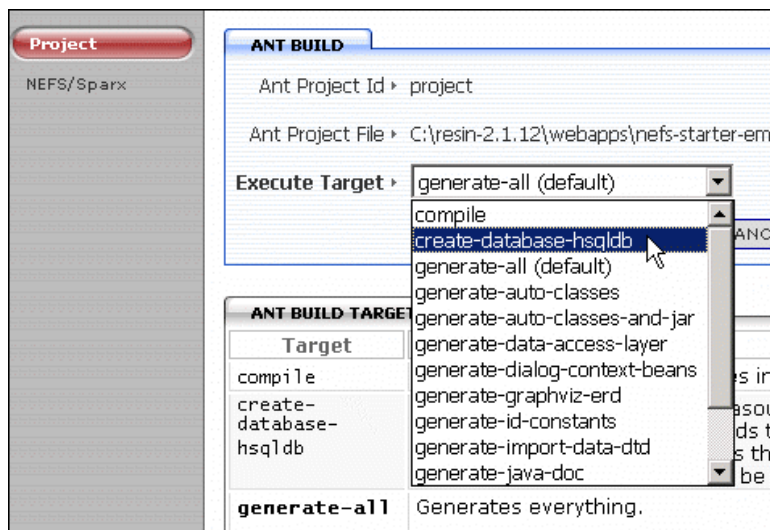 Project
NEFS/Sparx
ANT BUILD
Ant Project Id project
Ant Project File C:\resin-2.1.12\webapps\nefs-starter-em
Execute Target generate-all (default)
compile
create-database-hsqldb
generate-all (default)
generate-auto-classes
generate-auto-classes-and-jar
generate-data-access-layer
generate-dialog-context-beans
generate-graphviz-erd
generate-id-constants
generate-import-data-dtd
generate-java-doc
ANT BUILD TARGET
Target
compile
create-
database-
hsqldb
be
generate-all Generates everything.